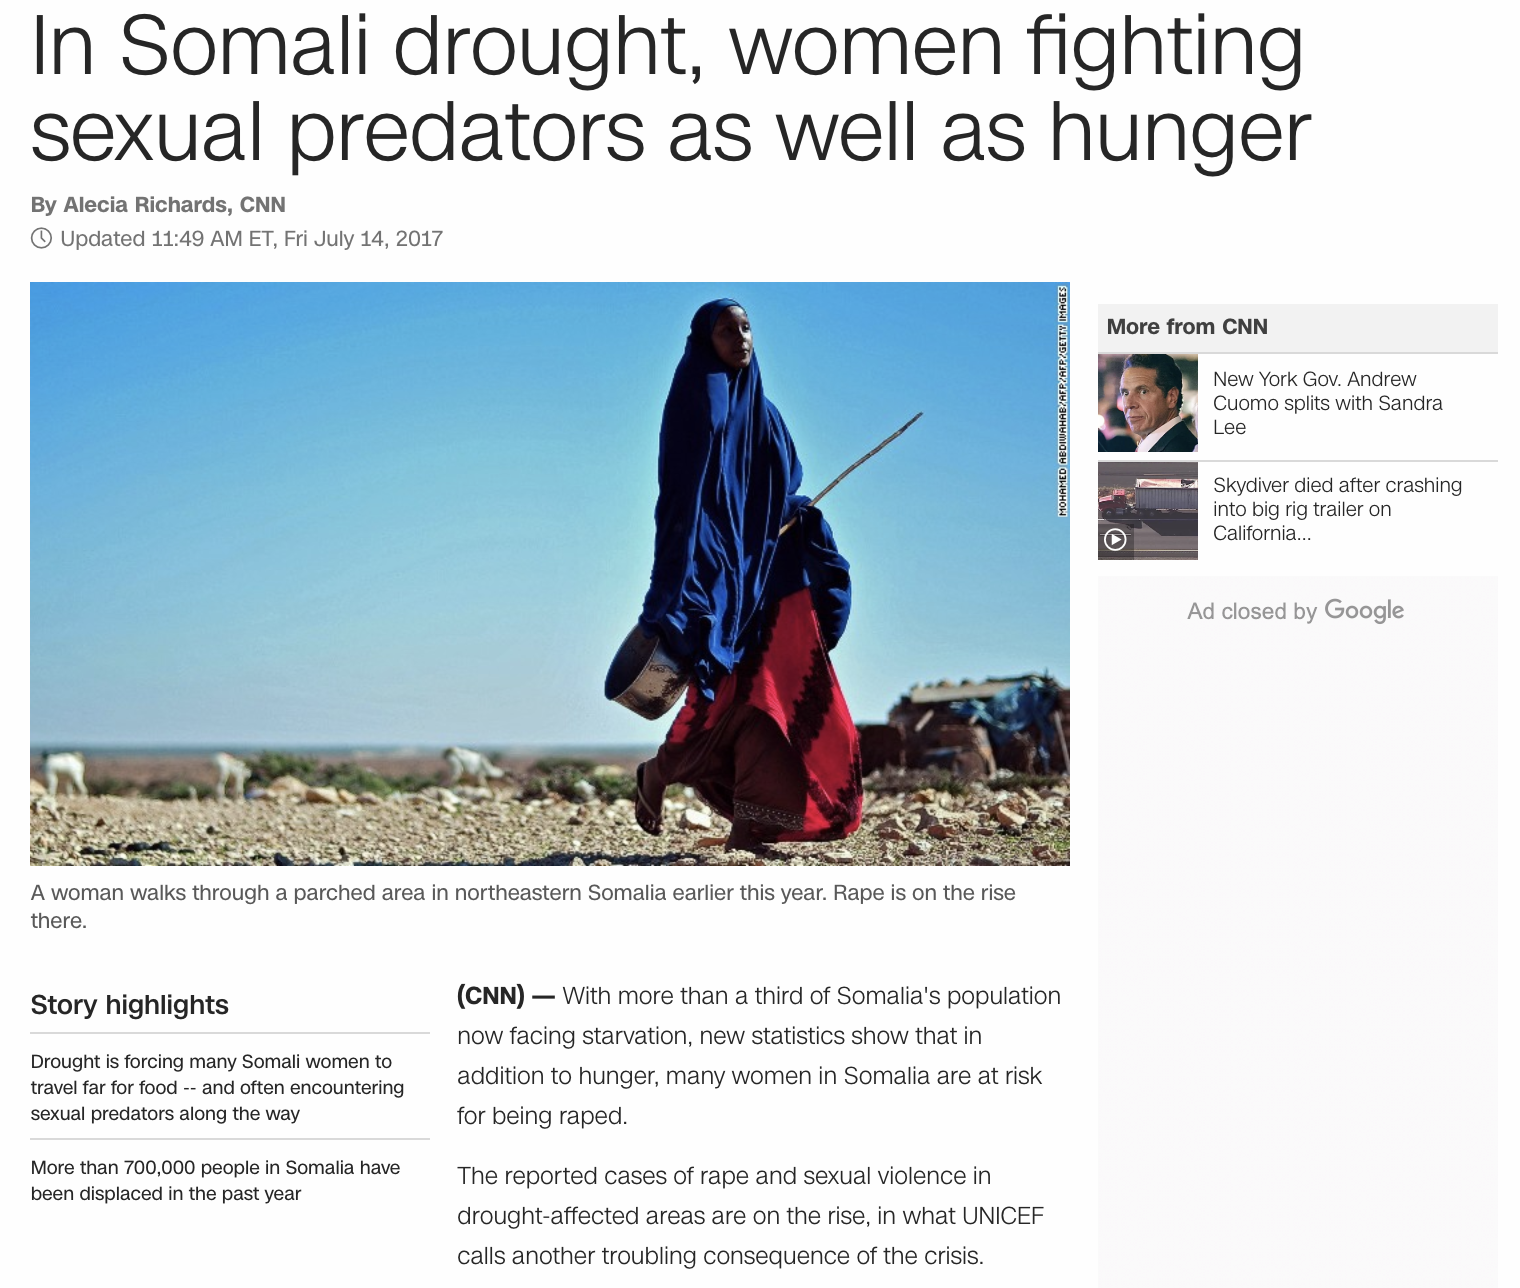 In Somali drought, women fighting
sexual predators as well as hunger
By Alecia Richards, CNN
Updated 11:49 AM ET, Fri July 14, 2017
MOHAMED ABDIWAHAB/AFP/AFP/GETTY IMAGES
A woman walks through a parched area in northeastern Somalia earlier this year. Rape is on the rise
there.
Story highlights
Drought is forcing many Somali women to
travel far for food -- and often encountering
sexual predators along the way
More than 700,000 people in Somalia have
been displaced in the past year
(CNN) — With more than a third of Somalia's population
now facing starvation, new statistics show that in
addition to hunger, many women in Somalia are at risk
for being raped.
The reported cases of rape and sexual violence in
drought-affected areas are on the rise, in what UNICEF
calls another troubling consequence of the crisis.
More from CNN
New York Gov. Andrew
Cuomo splits with Sandra
Lee
Skydiver died after crashing
into big rig trailer on
California...
Ad closed by Google